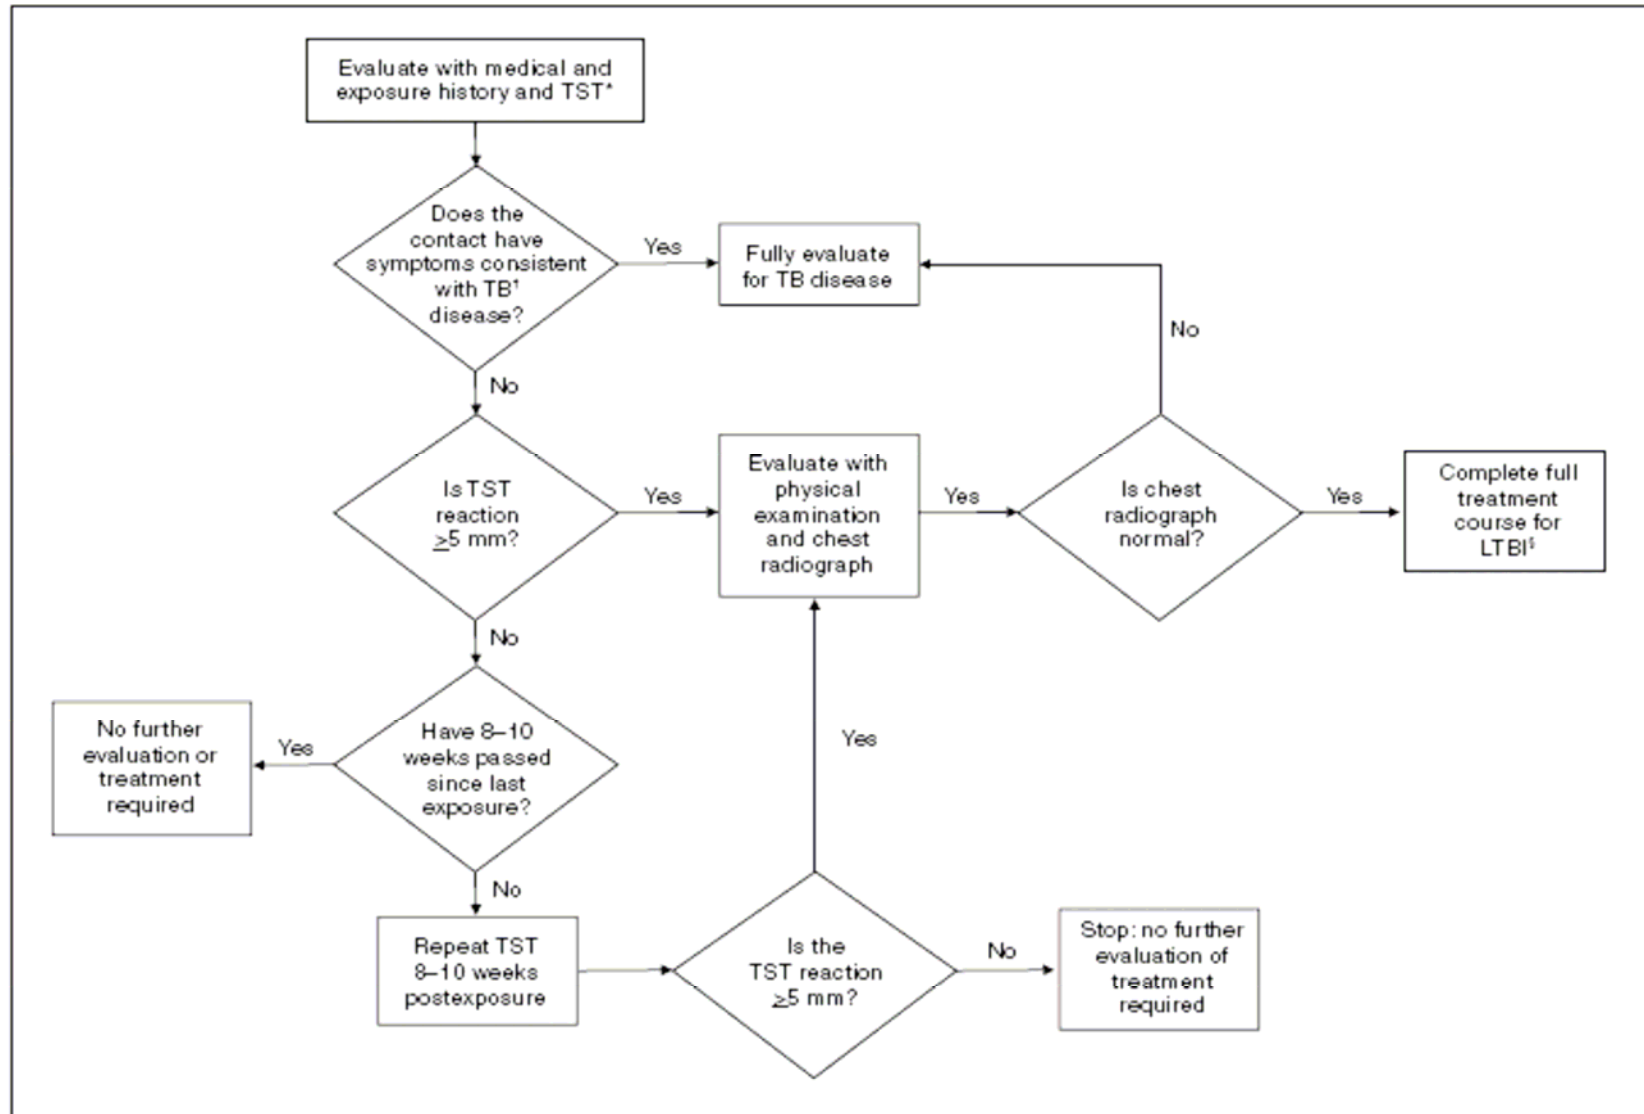 Evaluate with medical and
exposure history and TST*
Does the
contact have
symptoms consistent
with TB†
disease?
Yes
Fully evaluate
for TB disease
No
No
Is TST
reaction
≥5 mm?
Yes
Evaluate with
physical
examination
and chest
radiograph
Yes
Is chest
radiograph
normal?
Yes
Complete full
treatment
course for
LTBI§
No
No further
evaluation or
treatment
required
Yes
Have 8–10
weeks passed
since last
exposure?
Yes
No
Repeat TST
8–10 weeks
postexposure
Is the
TST reaction
≥5 mm?
No
Stop: no further
evaluation of
treatment
required